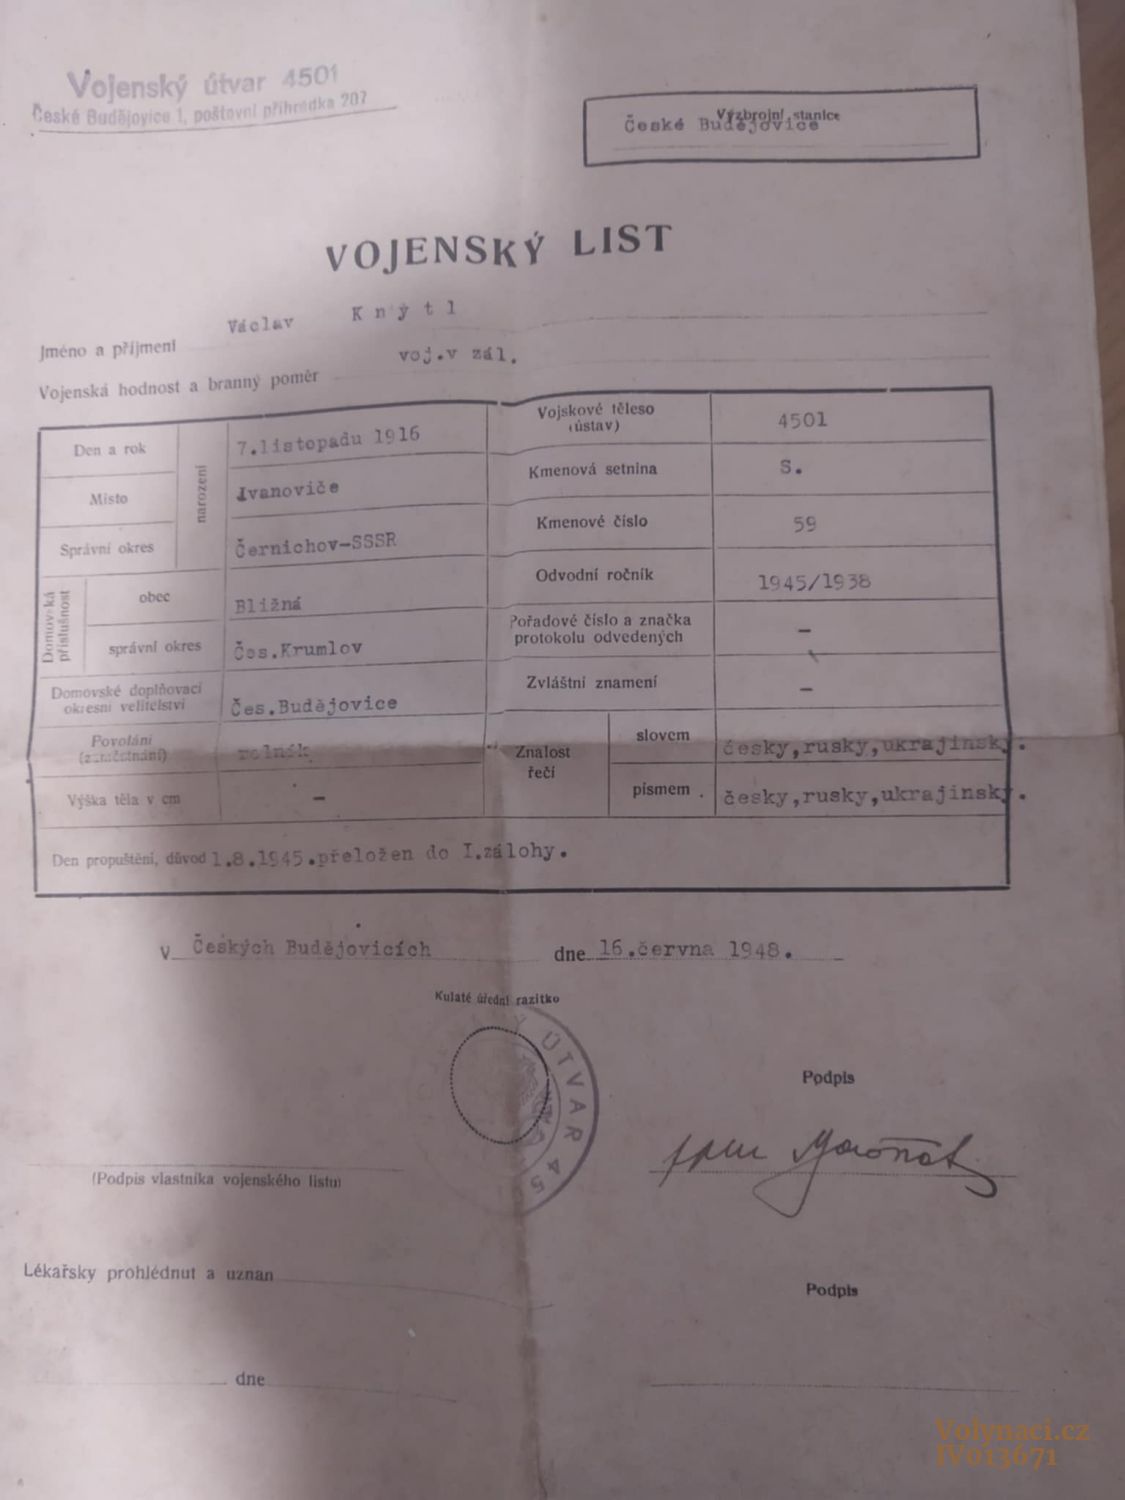 Vojenský útvar 4501
České Budějovice 1, poštovní přihrádka 207
Výzbrojní stanice
České Budějovice
VOJENSKÝ LIST
Jméno a příjmení Václav Knýtl
Vojenská hodnost a branný poměr voj.v zál.
Den a rok narození 7.listopadu 1916
Místo Ivanoviče
Správní okres Černichov-SSSR
Domovská příslušnost
obec Bližná
správní okres Čes.Krumlov
Domovské doplňovací
okresní velitelství Čes.Budějovice
Povolání
(zaměstnání) rolník
Výška těla v cm -
Vojskové těleso
(ústav) 4501
Kmenová setnina S.
Kmenové číslo 59
Odvodní ročník 1945/1938
Pořadové číslo a značka
protokolu odvedených -
Zvláštní znamení -
Znalost
řečí
slovem česky,rusky,ukrajinsky.
písmem . česky,rusky,ukrajinsky.
Den propuštění, důvod 1.8.1945.přeložen do I.zálohy.
V Českých Budějovicích dne 16.června 1948.
Kulaté úřední razítko
ÚTVAR 45
Podpis
(Podpis vlastníka vojenského listu)
Lékařsky prohlédnut a uznan
Podpis
dne
Volynaci.cz
IV013671